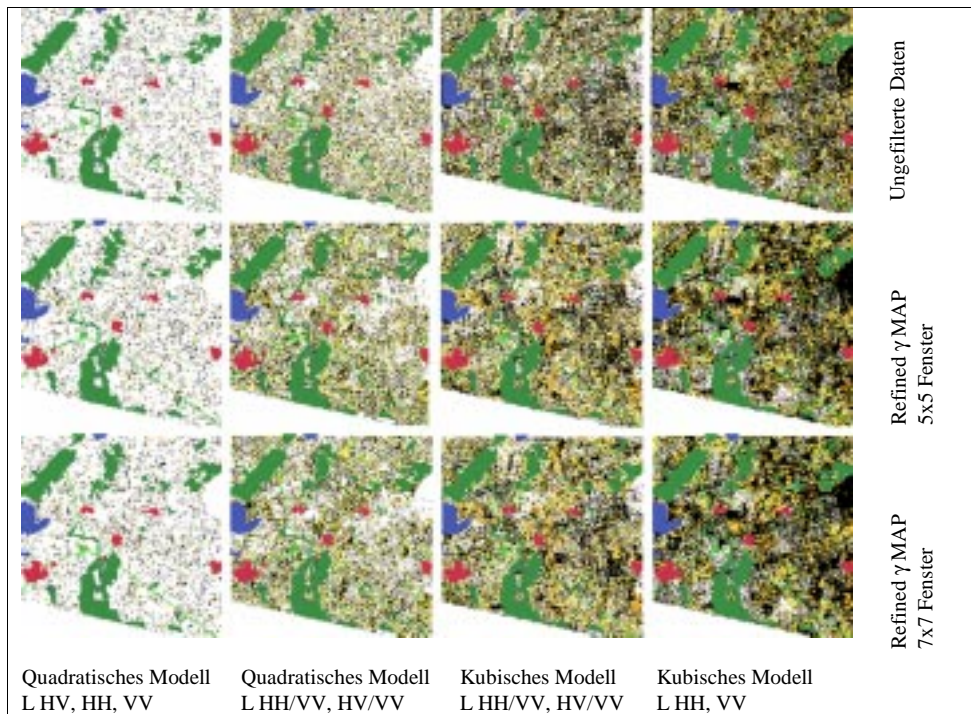 Ungefilterte Daten
Refined γ MAP
5x5 Fenster
Refined γ MAP
7x7 Fenster
Quadratisches Modell
L HV, HH, VV
Quadratisches Modell
L HH/VV, HV/VV
Kubisches Modell
L HH/VV, HV/VV
Kubisches Modell
L HH, VV